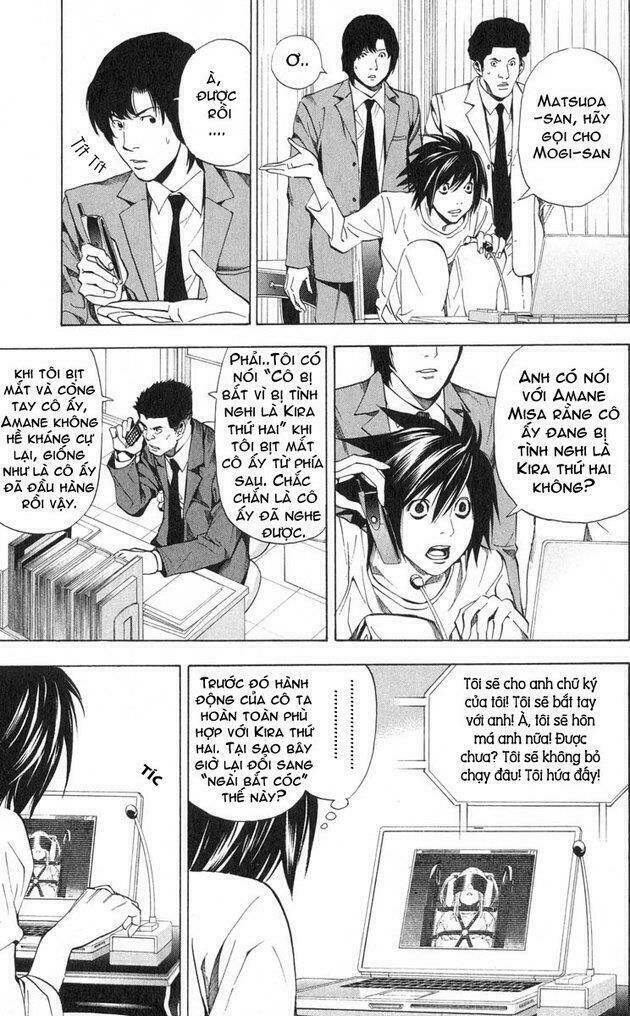 MATSUDA
-SAN, HÃY
GỌI CHO
MOGI-SAN
Ơ..
À,
ĐƯỢC
RỒI
....
Tít Tít
ANH CÓ NÓI
VỚI AMANE
MISA RẰNG CÔ
ẤY ĐANG BỊ
TÌNH NGHI LÀ
KIRA THỨ HAI
KHÔNG?
PHẢI..TÔI CÓ
NÓI “CÔ BỊ
BẮT VÌ BỊ TÌNH
NGHI LÀ KIRA
THỨ HAI” KHI
TÔI BỊT MẮT
CÔ ẤY TỪ PHÍA
SAU. CHẮC
CHẮN LÀ CÔ
ẤY ĐÃ NGHE
ĐƯỢC.
KHI TÔI BỊT
MẮT VÀ CÒNG
TAY CÔ ẤY,
AMANE KHÔNG
HỀ KHÁNG CỰ
LẠI, GIỐNG
NHƯ LÀ CÔ ẤY
ĐÃ ĐẦU HÀNG
RỒI VẬY.
Tôi sẽ cho anh chữ ký
của tôi! Tôi sẽ bắt tay
với anh! À, tôi sẽ hôn
má anh nữa! Được
chưa? Tôi sẽ không bỏ
chạy đâu! Tôi hứa đấy!
TRƯỚC ĐÓ HÀNH
ĐỘNG CỦA CÔ TA
HOÀN TOÀN PHÙ
HỢP VỚI KIRA THỨ
HAI. TẠI SAO BÂY
GIỜ LẠI ĐỔI SANG
“NGÀI BẮT CÓC”
THẾ NÀY?
TÍC